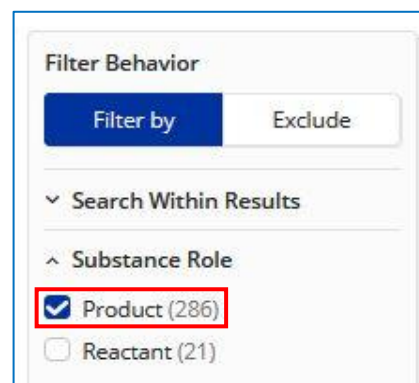 Filter Behavior
Filter by Exclude
Search Within Results
Substance Role
Product (286)
Reactant (21)